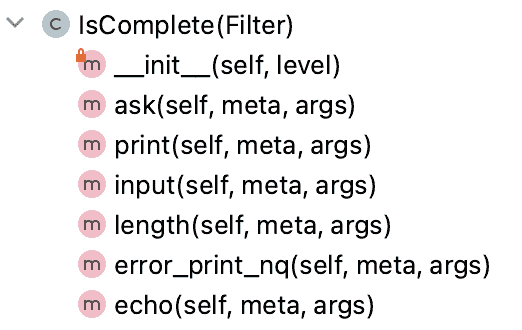 C IsComplete(Filter)
m __init__(self, level)
m ask(self, meta, args)
m print(self, meta, args)
m input(self, meta, args)
m length(self, meta, args)
m error_print_nq(self, meta, args)
m echo(self, meta, args)